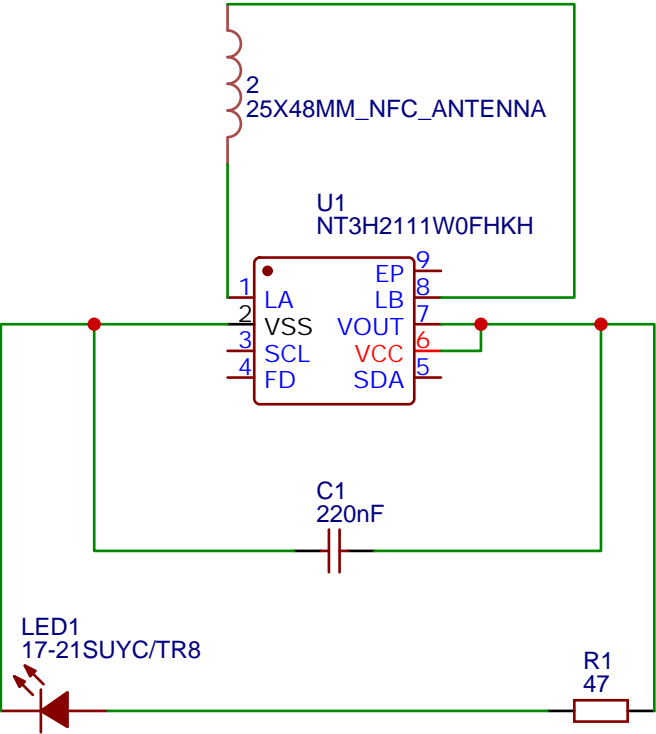 2
25X48MM_NFC_ANTENNA
U1
NT3H2111W0FHKH
EP 9
1 LA LB 8
2 VSS VOUT 7
3 SCL VCC 6
4 FD SDA 5
C1
220nF
LED1
17-21SUYC/TR8
R1
47